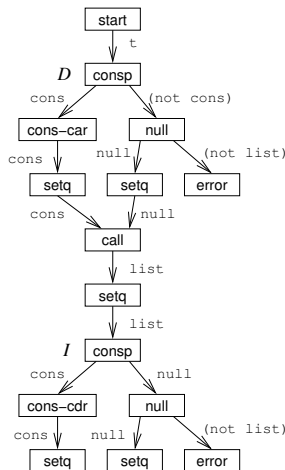 start
t
D consp
cons (not cons)
cons-car null
cons null (not list)
setq setq error
cons null
call
list
setq
list
I consp
cons null
cons-cdr null
cons null (not list)
setq setq error